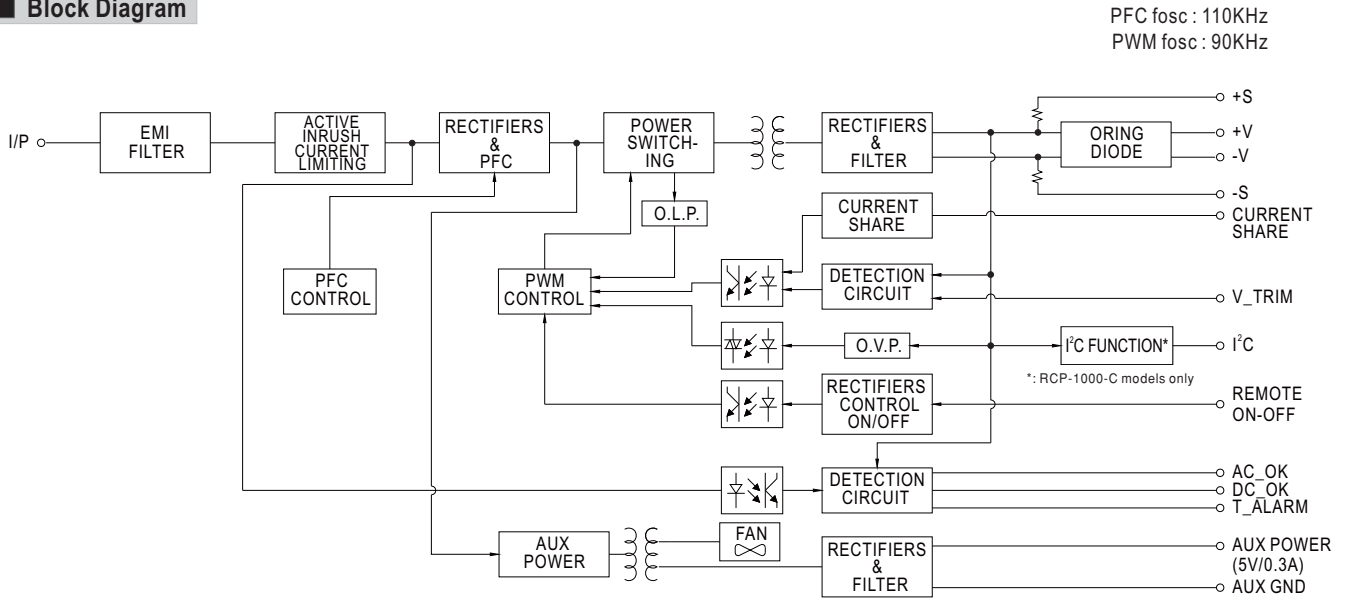 Block Diagram
PFC fosc : 110KHz
PWM fosc : 90KHz
I/P
EMI
FILTER
ACTIVE
INRUSH
CURRENT
LIMITING
RECTIFIERS
&
PFC
POWER
SWITCH-
ING
RECTIFIERS
&
FILTER
ORING
DIODE
+S
+V
-V
-S
O.L.P.
CURRENT
SHARE
CURRENT
SHARE
PFC
CONTROL
PWM
CONTROL
DETECTION
CIRCUIT
V_TRIM
O.V.P.
I²C FUNCTION*
I²C
*: RCP-1000-C models only
RECTIFIERS
CONTROL
ON/OFF
REMOTE
ON-OFF
DETECTION
CIRCUIT
AC_OK
DC_OK
T_ALARM
AUX
POWER
FAN
RECTIFIERS
&
FILTER
AUX POWER
(5V/0.3A)
AUX GND